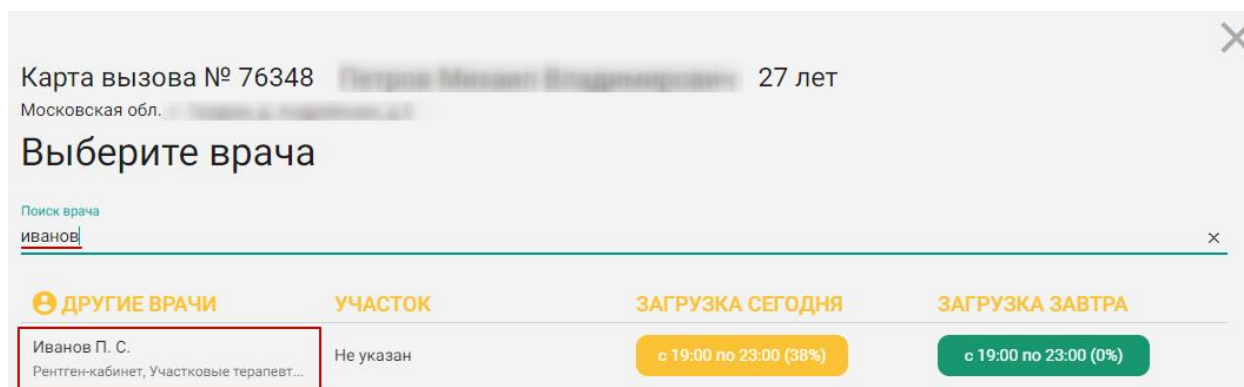 Карта вызова № 76348 27 лет
Московская обл.
Выберите врача
Поиск врача
иванов
ДРУГИЕ ВРАЧИ УЧАСТОК ЗАГРУЗКА СЕГОДНЯ ЗАГРУЗКА ЗАВТРА
Иванов П. С. Не указан с 19:00 по 23:00 (38%) с 19:00 по 23:00 (0%)
Рентген-кабинет, Участковые терапевт...